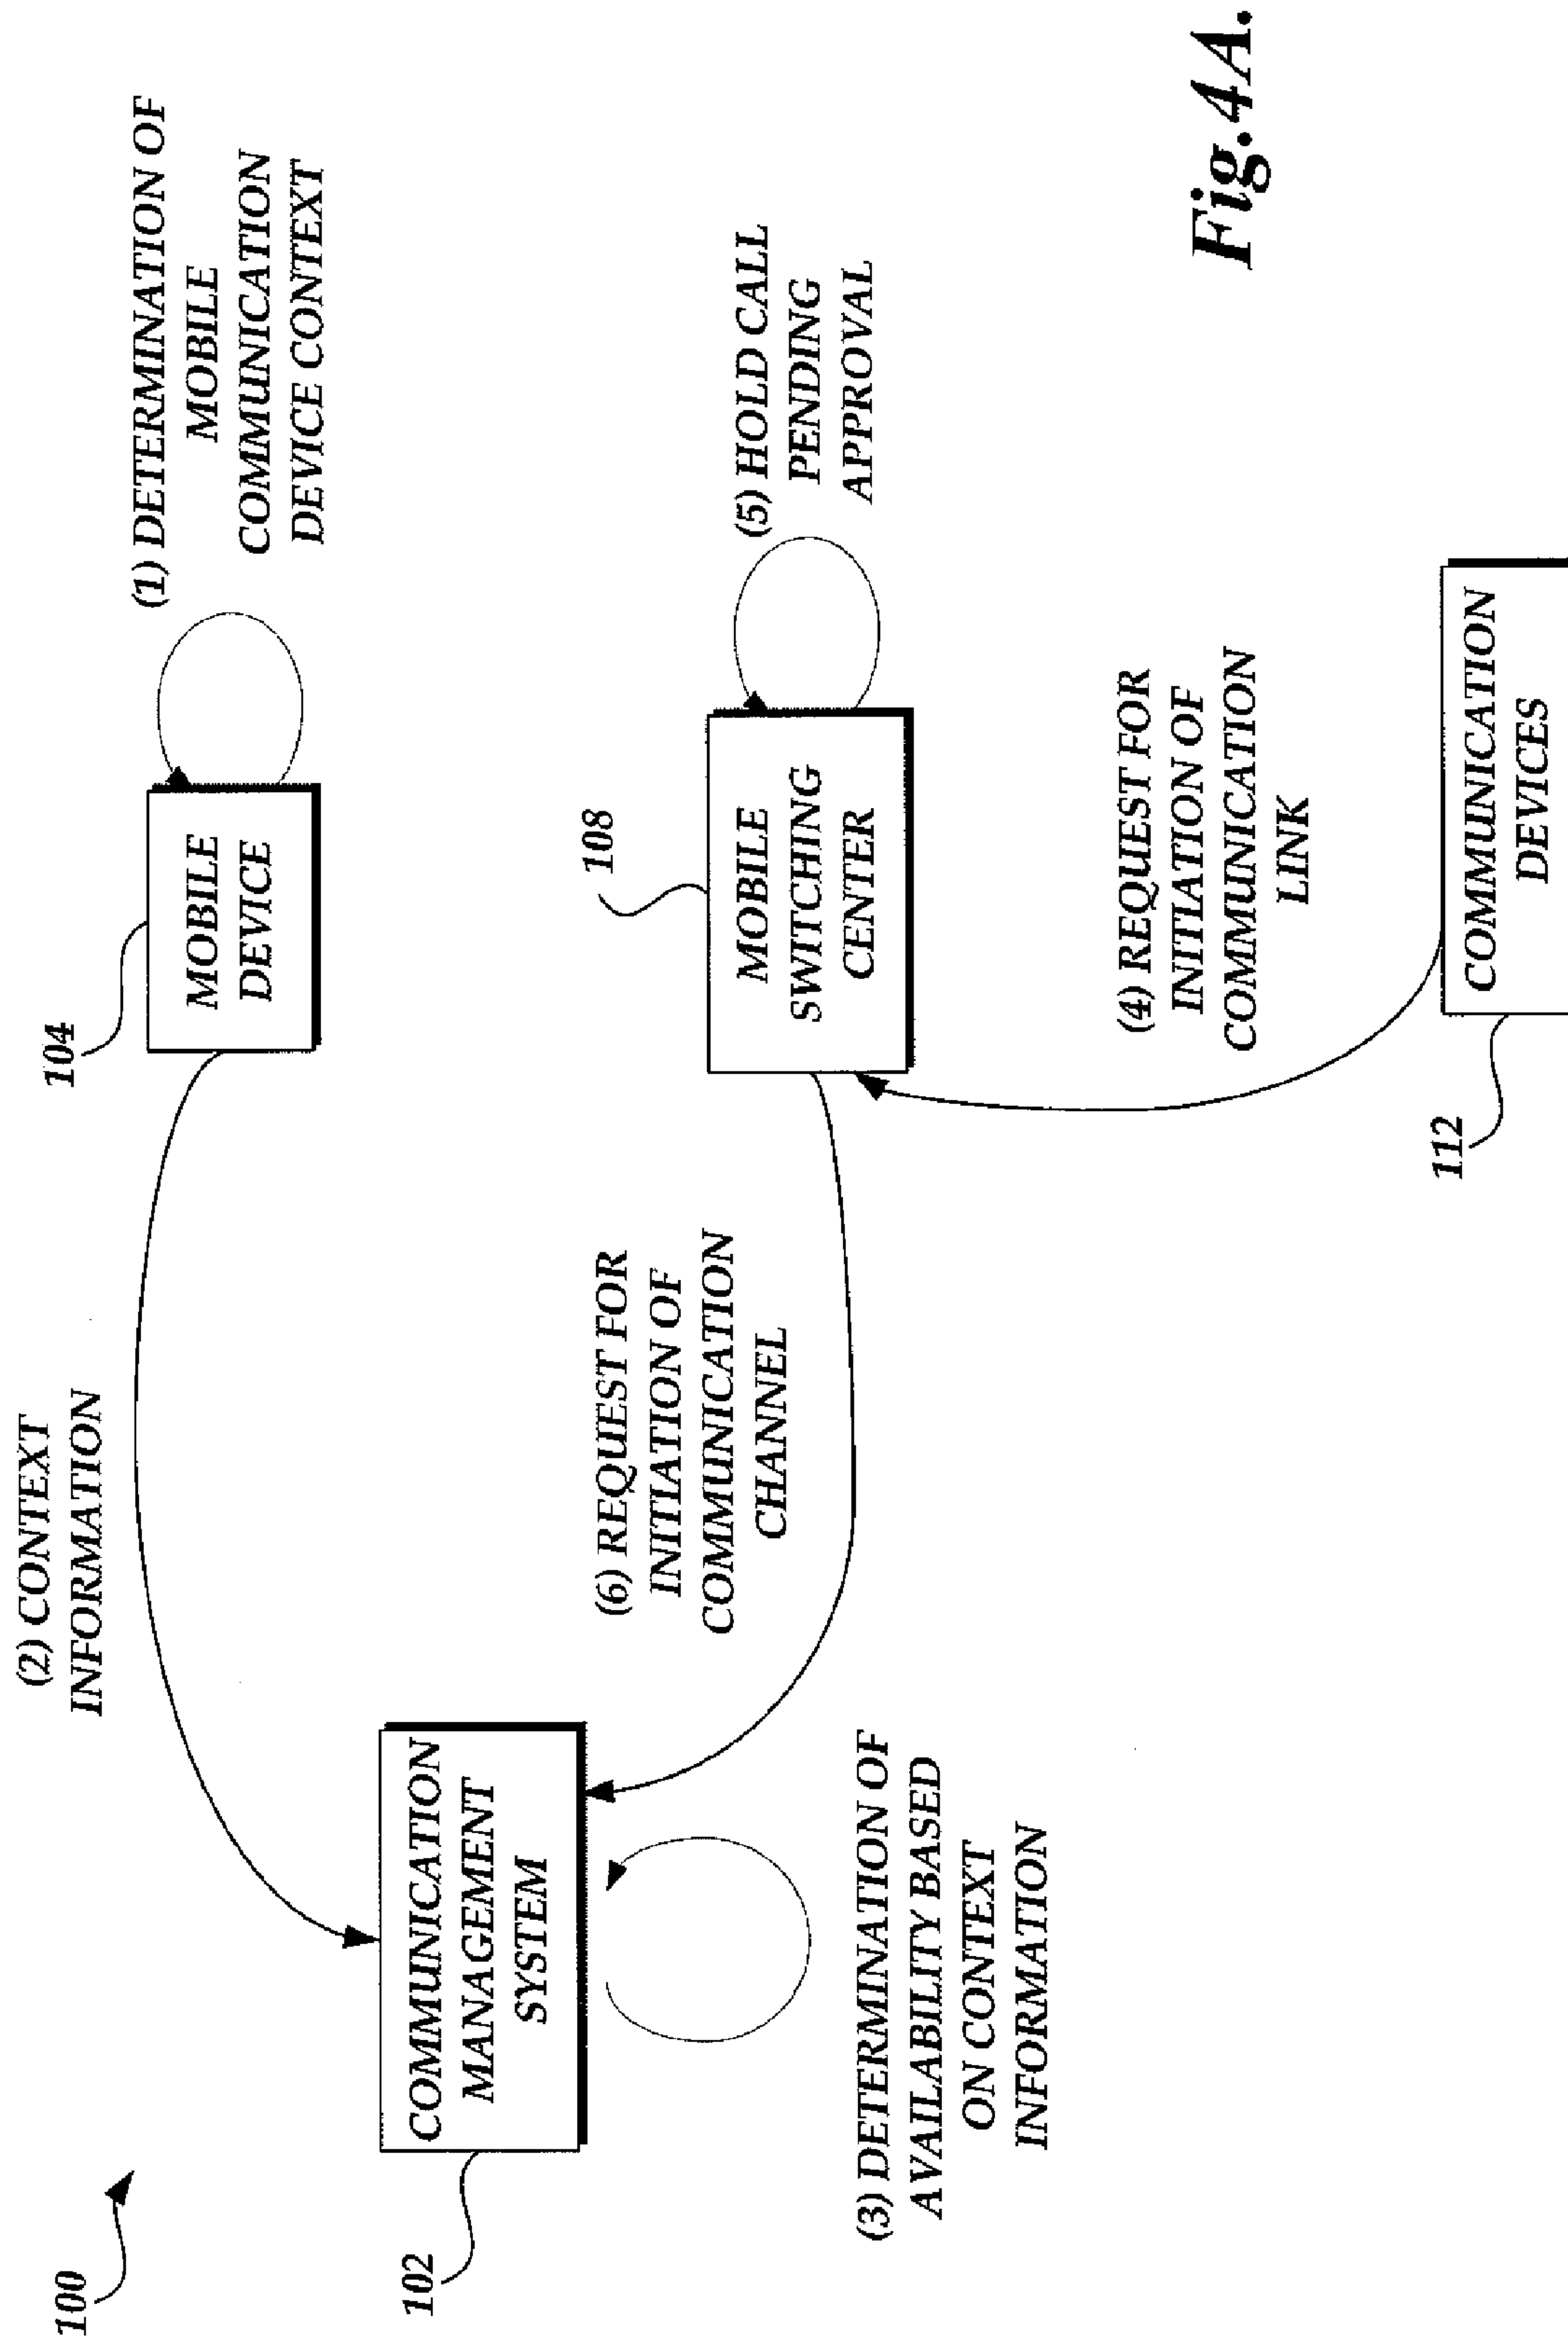 100
(2) CONTEXT
INFORMATION
104
MOBILE
DEVICE
(1) DETERMINATION OF
MOBILE
COMMUNICATION
DEVICE CONTEXT
102
COMMUNICATION
MANAGEMENT
SYSTEM
(3) DETERMINATION OF
AVAILABILITY BASED
ON CONTEXT
INFORMATION
(6) REQUEST FOR
INITIATION OF
COMMUNICATION
CHANNEL
108
MOBILE
SWITCHING
CENTER
(5) HOLD CALL
PENDING
APPROVAL
(4) REQUEST FOR
INITIATION OF
COMMUNICATION
LINK
112
COMMUNICATION
DEVICES
Fig.4A.